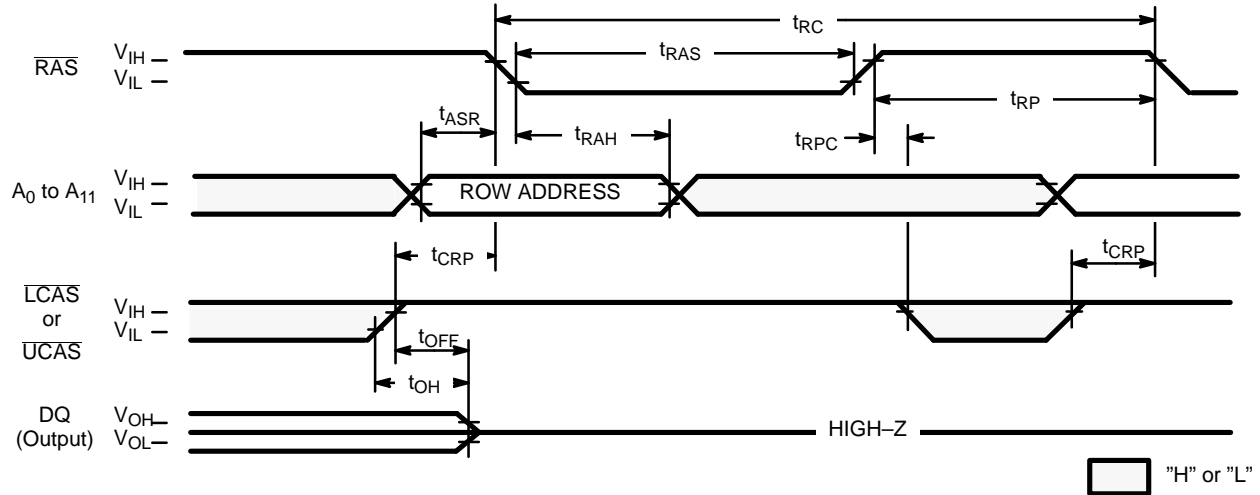 tRC
RAS
VIH
VIL
tRAS
tRP
tASR
tRAH
tRPC
A0 to A11
VIH
VIL
ROW ADDRESS
tCRP
tCRP
LCAS
or
UCAS
VIH
VIL
tOFF
tOH
DQ
(Output)
VOH
VOL
HIGH–Z
"H" or "L"